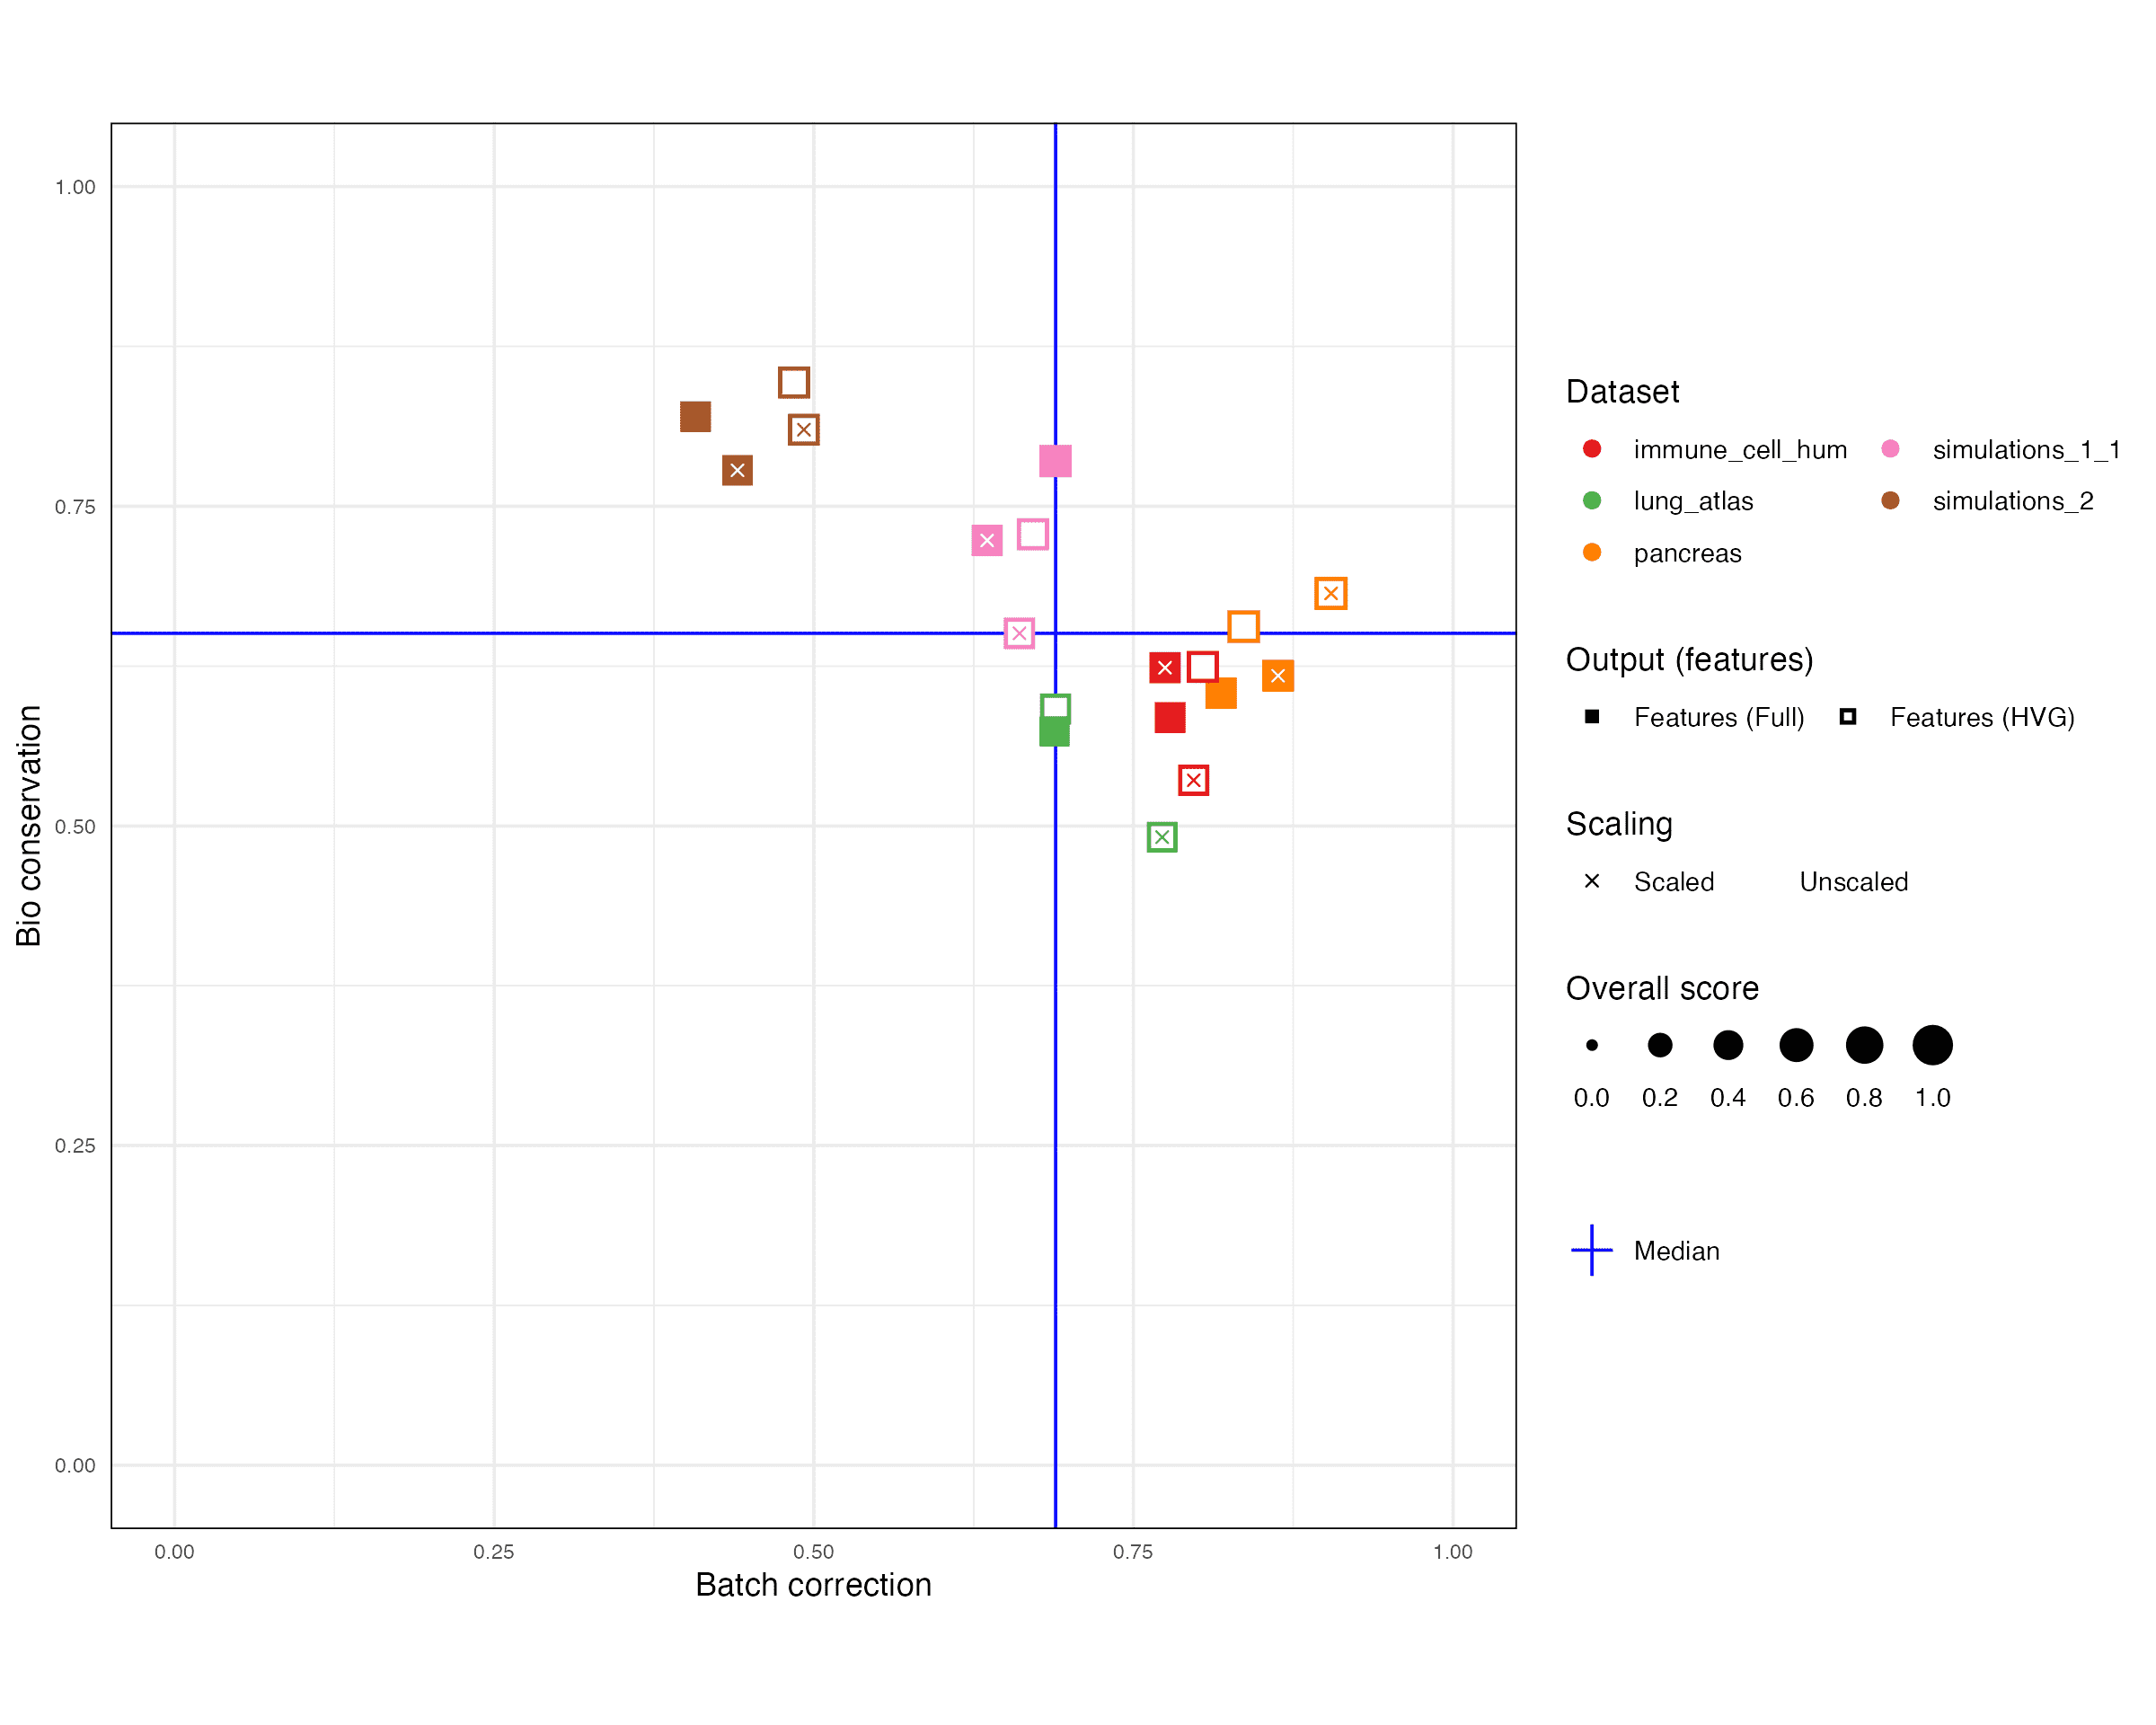 1.00
0.75
0.50
0.25
0.00
Bio conservation
0.00 0.25 0.50 0.75 1.00
Batch correction
Dataset
immune_cell_hum simulations_1_1
lung_atlas simulations_2
pancreas
Output (features)
Features (Full) Features (HVG)
Scaling
Scaled Unscaled
Overall score
0.0 0.2 0.4 0.6 0.8 1.0
Median